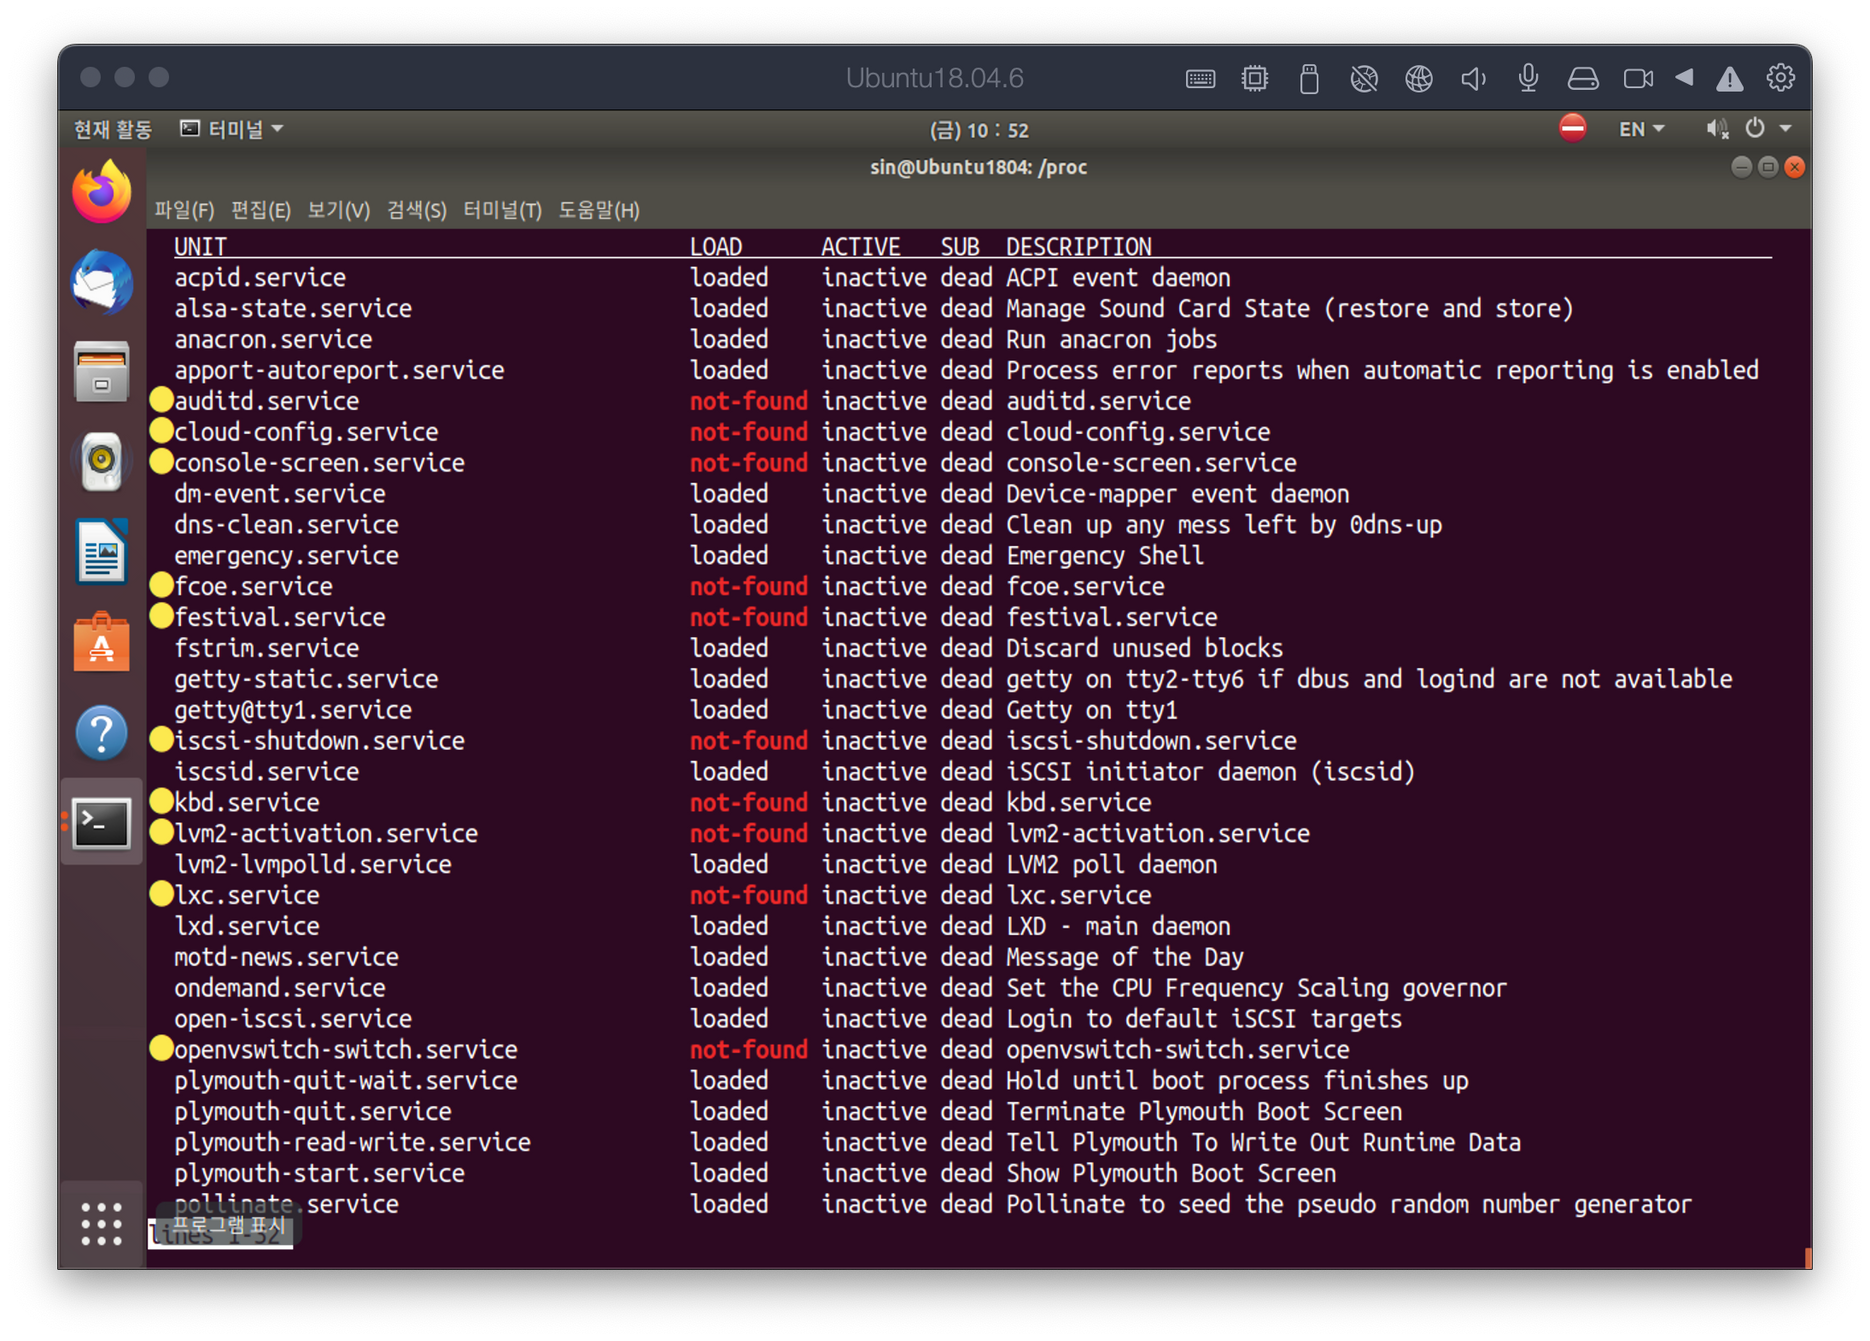 Ubuntu18.04.6
현재 활동 터미널 (금) 10 : 52 EN
sin@Ubuntu1804: /proc
파일(F) 편집(E) 보기(V) 검색(S) 터미널(T) 도움말(H)
UNIT LOAD ACTIVE SUB DESCRIPTION
acpid.service loaded inactive dead ACPI event daemon
alsa-state.service loaded inactive dead Manage Sound Card State (restore and store)
anacron.service loaded inactive dead Run anacron jobs
apport-autoreport.service loaded inactive dead Process error reports when automatic reporting is enabled
auditd.service not-found inactive dead auditd.service
cloud-config.service not-found inactive dead cloud-config.service
console-screen.service not-found inactive dead console-screen.service
dm-event.service loaded inactive dead Device-mapper event daemon
dns-clean.service loaded inactive dead Clean up any mess left by 0dns-up
emergency.service loaded inactive dead Emergency Shell
fcoe.service not-found inactive dead fcoe.service
festival.service not-found inactive dead festival.service
fstrim.service loaded inactive dead Discard unused blocks
getty-static.service loaded inactive dead getty on tty2-tty6 if dbus and logind are not available
getty@tty1.service loaded inactive dead Getty on tty1
iscsi-shutdown.service not-found inactive dead iscsi-shutdown.service
iscsid.service loaded inactive dead iSCSI initiator daemon (iscsid)
kbd.service not-found inactive dead kbd.service
lvm2-activation.service not-found inactive dead lvm2-activation.service
lvm2-lvmpolld.service loaded inactive dead LVM2 poll daemon
lxc.service not-found inactive dead lxc.service
lxd.service loaded inactive dead LXD - main daemon
motd-news.service loaded inactive dead Message of the Day
ondemand.service loaded inactive dead Set the CPU Frequency Scaling governor
open-iscsi.service loaded inactive dead Login to default iSCSI targets
openvswitch-switch.service not-found inactive dead openvswitch-switch.service
plymouth-quit-wait.service loaded inactive dead Hold until boot process finishes up
plymouth-quit.service loaded inactive dead Terminate Plymouth Boot Screen
plymouth-read-write.service loaded inactive dead Tell Plymouth To Write Out Runtime Data
plymouth-start.service loaded inactive dead Show Plymouth Boot Screen
pollinate.service loaded inactive dead Pollinate to seed the pseudo random number generator
프로그램 표시
lines 1-32